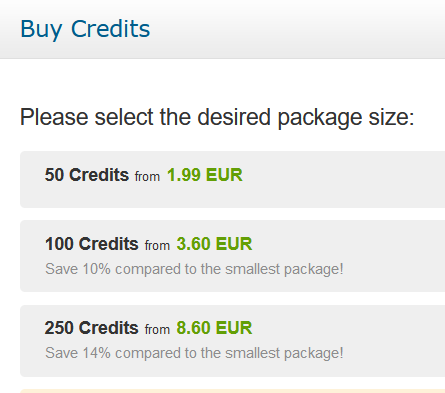 Buy Credits
Please select the desired package size:
50 Credits from 1.99 EUR
100 Credits from 3.60 EUR
Save 10% compared to the smallest package!
250 Credits from 8.60 EUR
Save 14% compared to the smallest package!